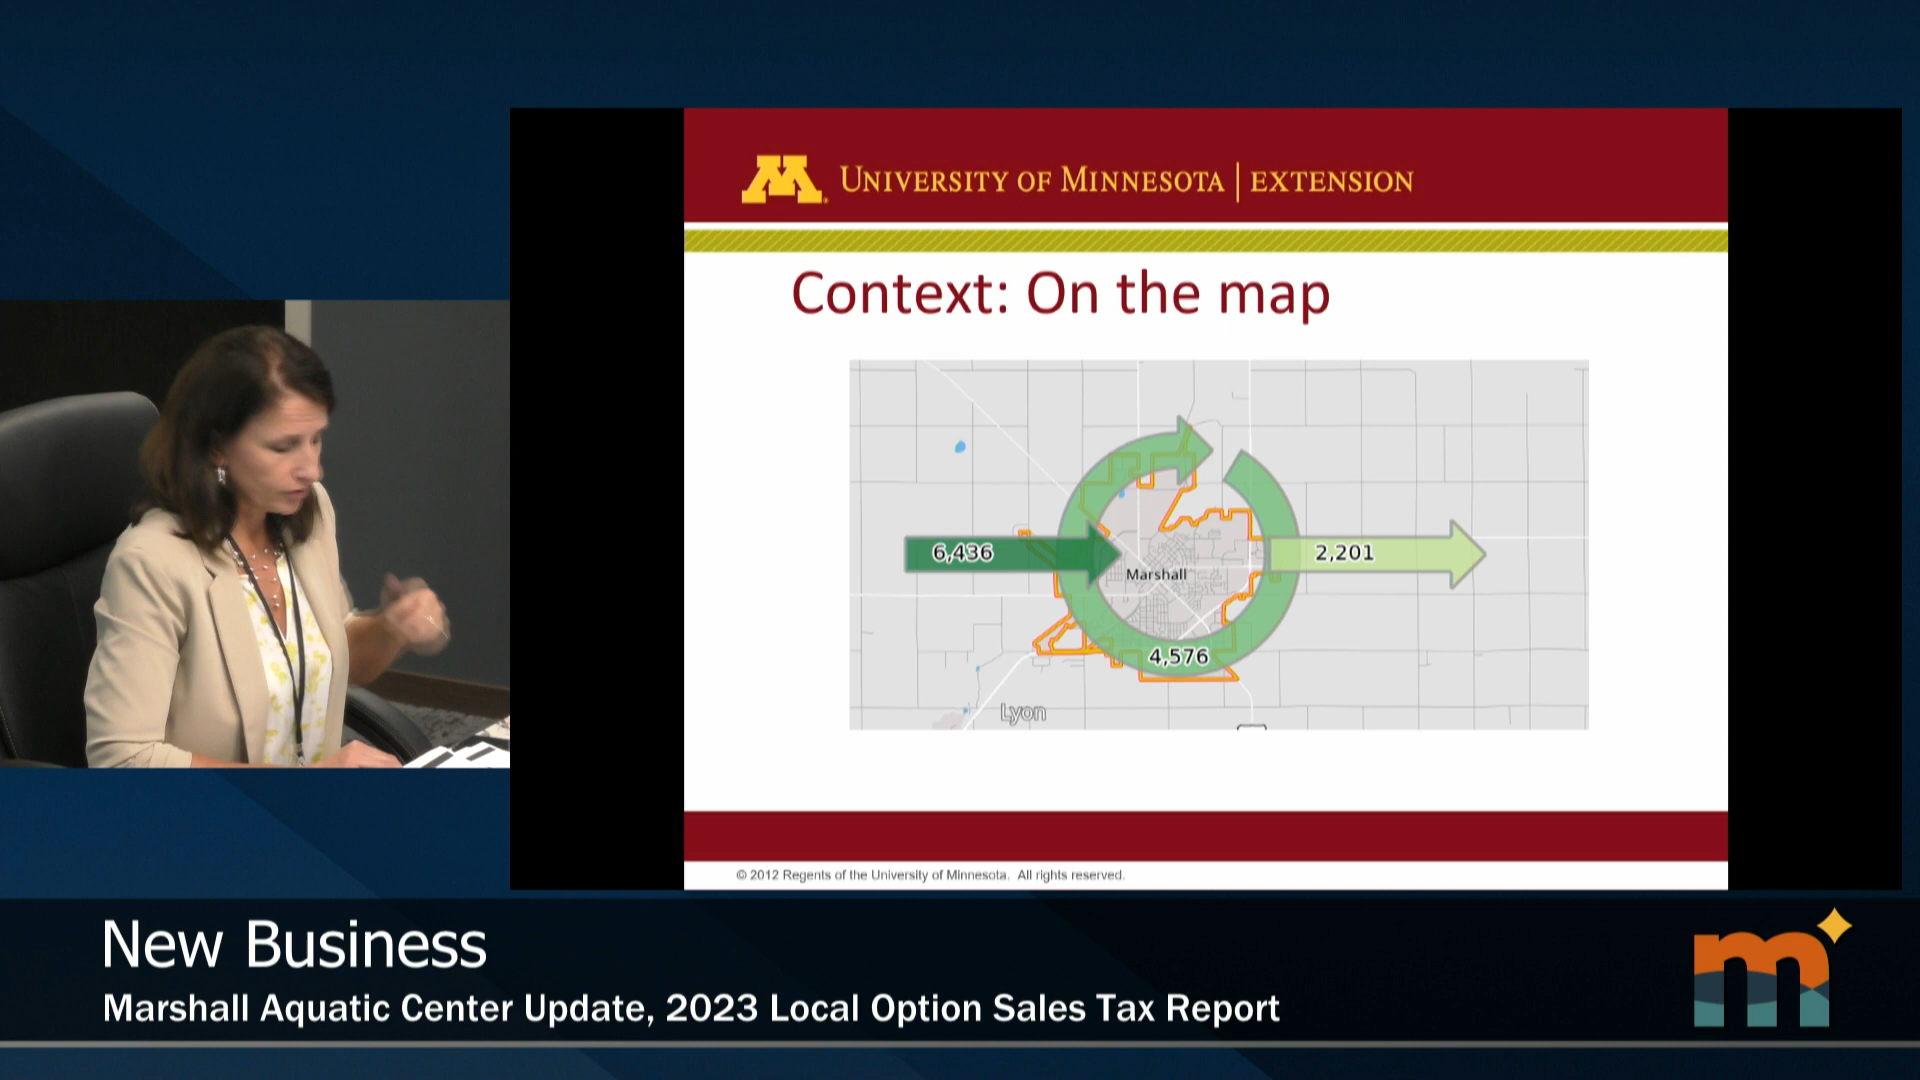 UNIVERSITY OF MINNESOTA | EXTENSION
Context: On the map
6,436
2,201
Marshall
4,576
Lyon
© 2012 Regents of the University of Minnesota. All rights reserved.
New Business
Marshall Aquatic Center Update, 2023 Local Option Sales Tax Report
m